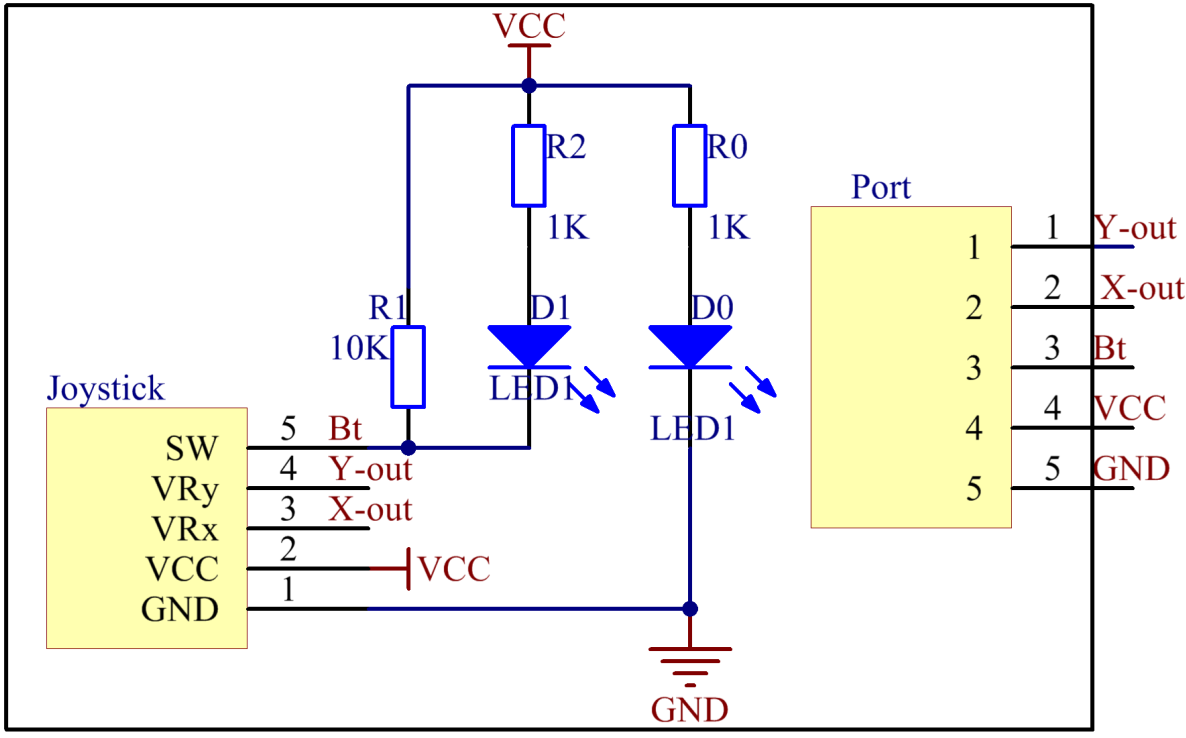 VCC
R2
R0
1K
1K
R1
10K
D1
LED1
D0
LED1
Joystick
SW 5 Bt
VRy 4 Y-out
VRx 3 X-out
VCC 2 VCC
GND 1
GND
Port
1 1 Y-out
2 2 X-out
3 3 Bt
4 4 VCC
5 5 GND